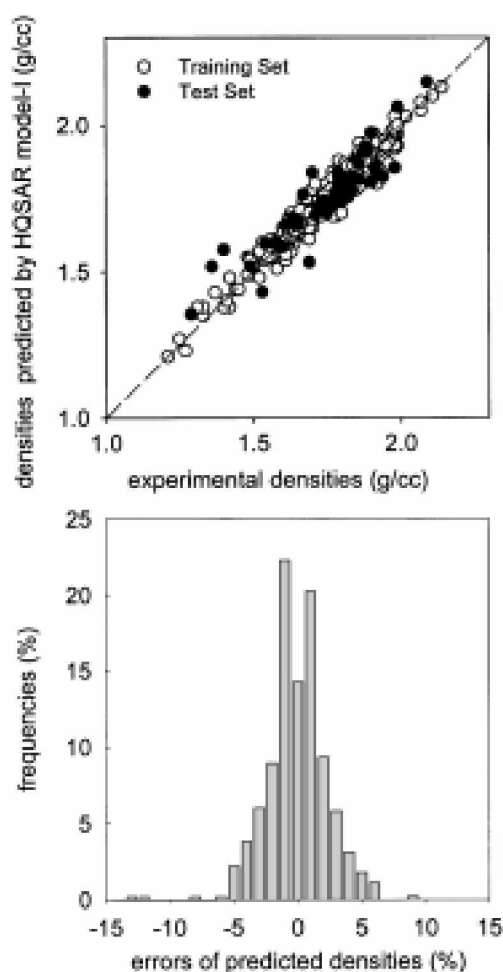 densities predicted by HQSAR model-I (g/cc)
Training Set
Test Set
2.0
1.5
1.0
1.0 1.5 2.0
experimental densities (g/cc)
frequencies (%)
25
20
15
10
5
0
-15 -10 -5 0 5 10 15
errors of predicted densities (%)